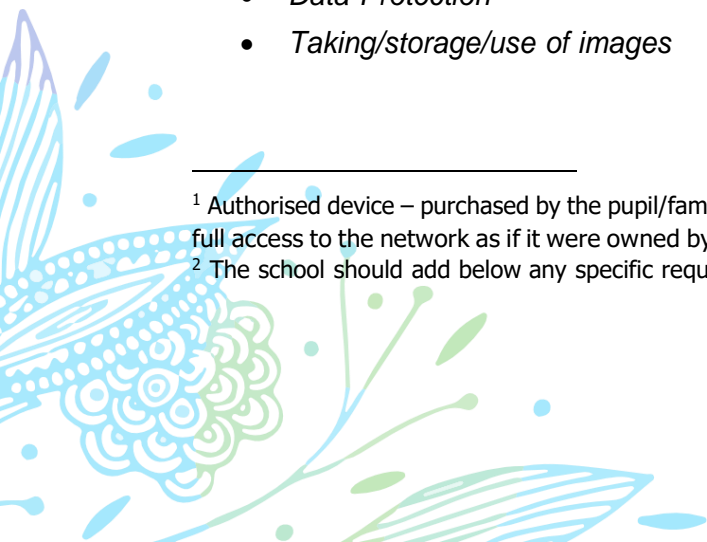 • Data Protection
• Taking/storage/use of images
1 Authorised device – purchased by the pupil/fam
full access to the network as if it were owned by
2 The school should add below any specific requ